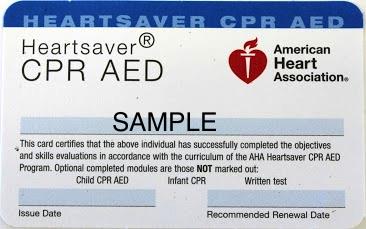 HEARTSAVER CPR AED
Heartsaver®
CPR AED
American
Heart
Association®
SAMPLE
This card certifies that the above individual has successfully completed the objectives
and skills evaluations in accordance with the curriculum of the AHA Heartsaver CPR AED
Program. Optional completed modules are those NOT marked out:
Child CPR AED Infant CPR Written test
Issue Date Recommended Renewal Date